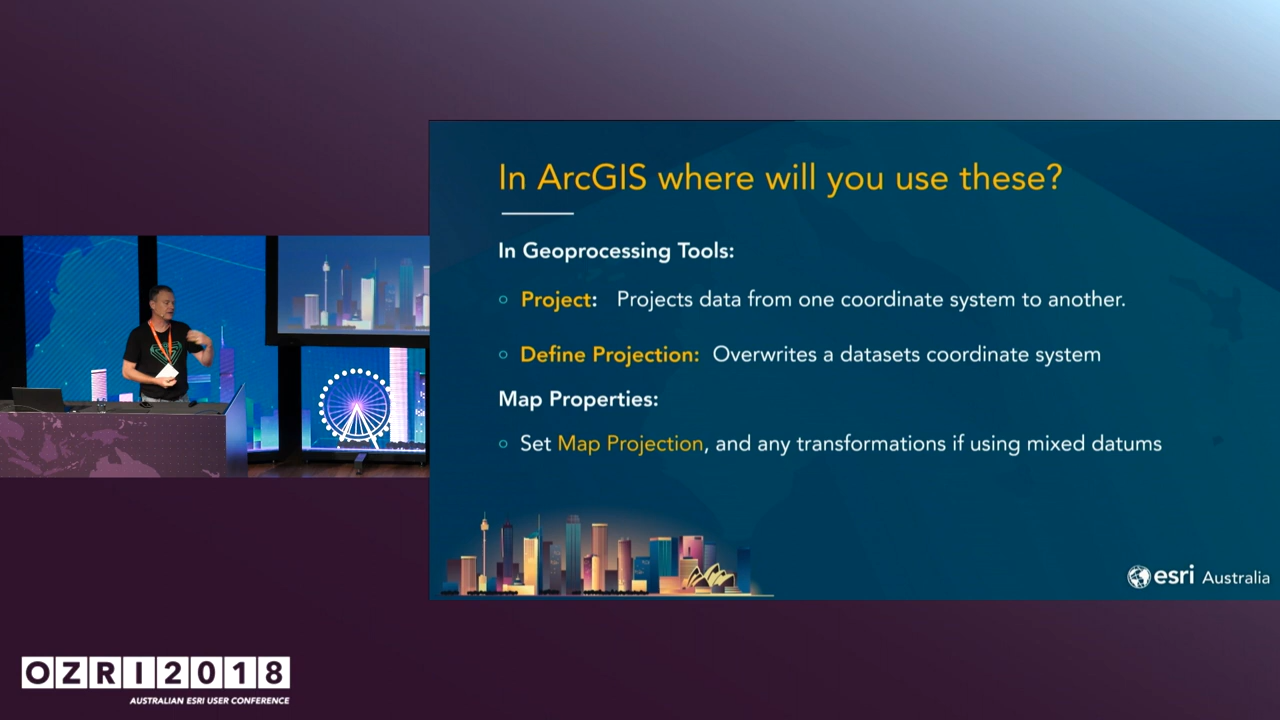 In ArcGIS where will you use these?
In Geoprocessing Tools:
Project: Projects data from one coordinate system to another.
Define Projection: Overwrites a datasets coordinate system
Map Properties:
Set Map Projection, and any transformations if using mixed datums
esri Australia
OZRI2018
AUSTRALIAN ESRI USER CONFERENCE